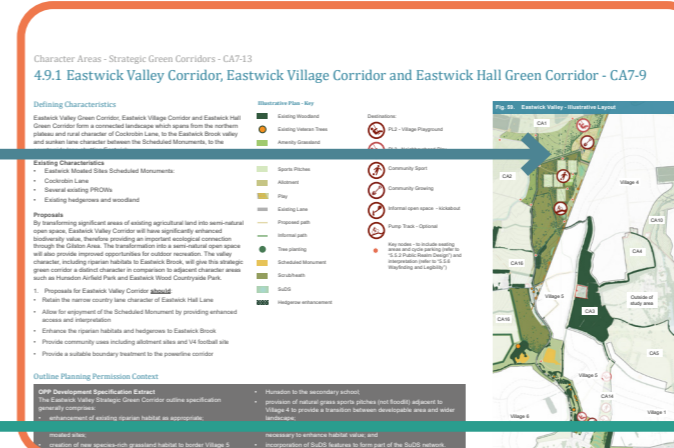 Character Areas - Strategic Green Corridors - CA7-13
4.9.1 Eastwick Valley Corridor, Eastwick Village Corridor and Eastwick Hall Green Corridor - CA7-9
Defining Characteristics
Eastwick Valley Green Corridor, Eastwick Village Corridor and Eastwick Hall
Green Corridor form a connected landscape which spans from the northern
plateau and rural character of Cockrobin Lane, to the Eastwick Brook valley
and sunken lane character between the Scheduled Monuments, to the
Existing Characteristics
• Eastwick Moated Sites Scheduled Monuments:
• Cockrobin Lane
• Several existing PROWs
• Existing hedgerows and woodland
Proposals
By transforming significant areas of existing agricultural land into semi-natural
open space, Eastwick Valley Corridor will have significantly enhanced
biodiversity value, therefore providing an important ecological connection
through the Gilston Area. The transformation into a semi-natural open space
will also provide improved opportunities for outdoor recreation. The valley
character, including riparian habitats to Eastwick Brook, will give this strategic
green corridor a distinct character in comparison to adjacent character areas
such as Hunsdon Airfield Park and Eastwick Wood Countryside Park.
1. Proposals for Eastwick Valley Corridor should:
• Retain the narrow country lane character of Eastwick Hall Lane
• Allow for enjoyment of the Scheduled Monument by providing enhanced
access and interpretation
• Enhance the riparian habitats and hedgerows to Eastwick Brook
• Provide community uses including allotment sites and V4 football site
• Provide a suitable boundary treatment to the powerline corridor
Illustrative Plan - Key
Existing Woodland
Existing Veteran Trees
Amenity Grassland
Sports Pitches
Allotment
Play
Existing Lane
Proposed path
Informal path
Tree planting
Scheduled Monument
Scrub/heath
SuDS
Hedgerow enhancement
Destinations:
PL2 - Village Playground
Community Sport
Community Growing
Informal open space - kickabout
Pump Track - Optional
Key nodes - to include seating
areas and cycle parking (refer to
"5.5.2 Public Realm Design") and
interpretation (refer to "5.5.6
Wayfinding and Legibility")
Fig. 59. Eastwick Valley - Illustrative Layout
CA1
CA2
Village 4
CA10
CA4
CA16
Village 5
Outside of
study area
CA3
CA16
CA5
Village 5
CA14
Village 6
Village 1
Outline Planning Permission Context
OPP Development Specification Extract
The Eastwick Valley Strategic Green Corridor outline specification
generally comprises:
• enhancement of existing riparian habitat as appropriate;
moated sites;
• creation of new species-rich grassland habitat to border Village 5
• Hunsdon to the secondary school;
• provision of natural grass sports pitches (not floodlit) adjacent to
Village 4 to provide a transition between developable area and wider
landscape;
necessary to enhance habitat value; and
• incorporation of SuDS features to form part of the SuDS network.